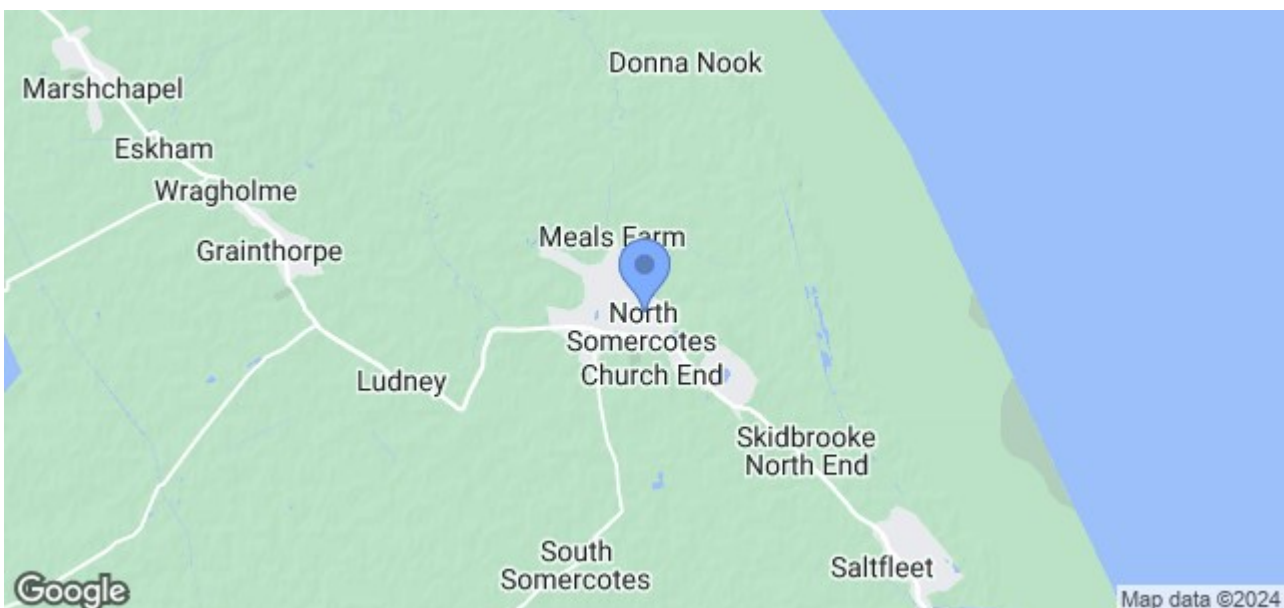 Donna Nook
Marshchapel
Eskham
Wragholme
Meals Farm
Grainthorpe
North
Somercotes
Church End
Ludney
Skidbrooke
North End
South
Somercotes
Saltfleet
Google
Map data ©2024